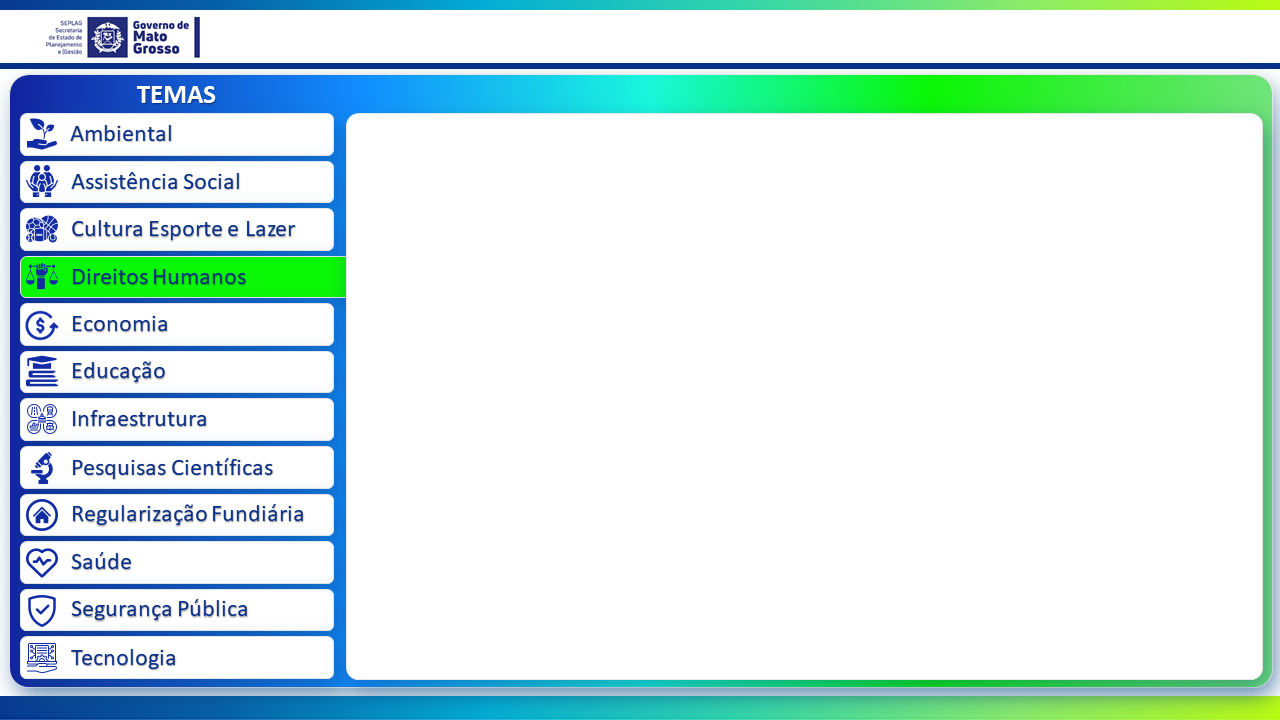 SEPLAG
Secretaria
de Estado de
Planejamento
e |Gestão
Governo de
Mato
Grosso
TEMAS
Ambiental
Assistência Social
Cultura Esporte e Lazer
Direitos Humanos
Economia
Educação
Infraestrutura
Pesquisas Científicas
Regularização Fundiária
Saúde
Segurança Pública
Tecnologia